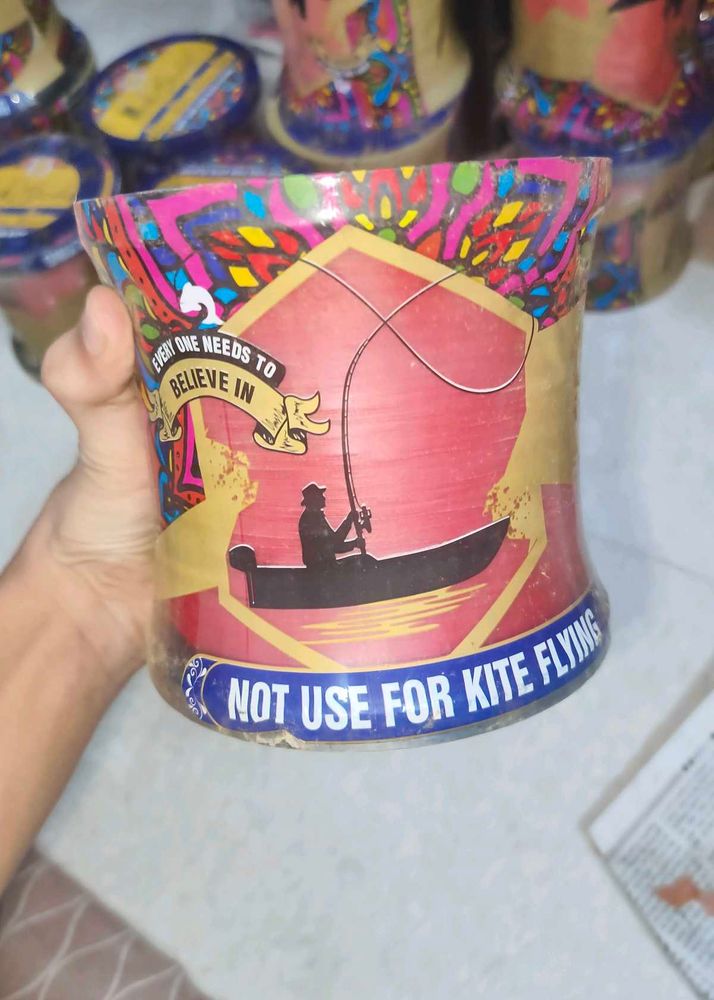 EVERY ONE NEEDS TO
BELIEVE IN
NOT USE FOR KITE FLYING